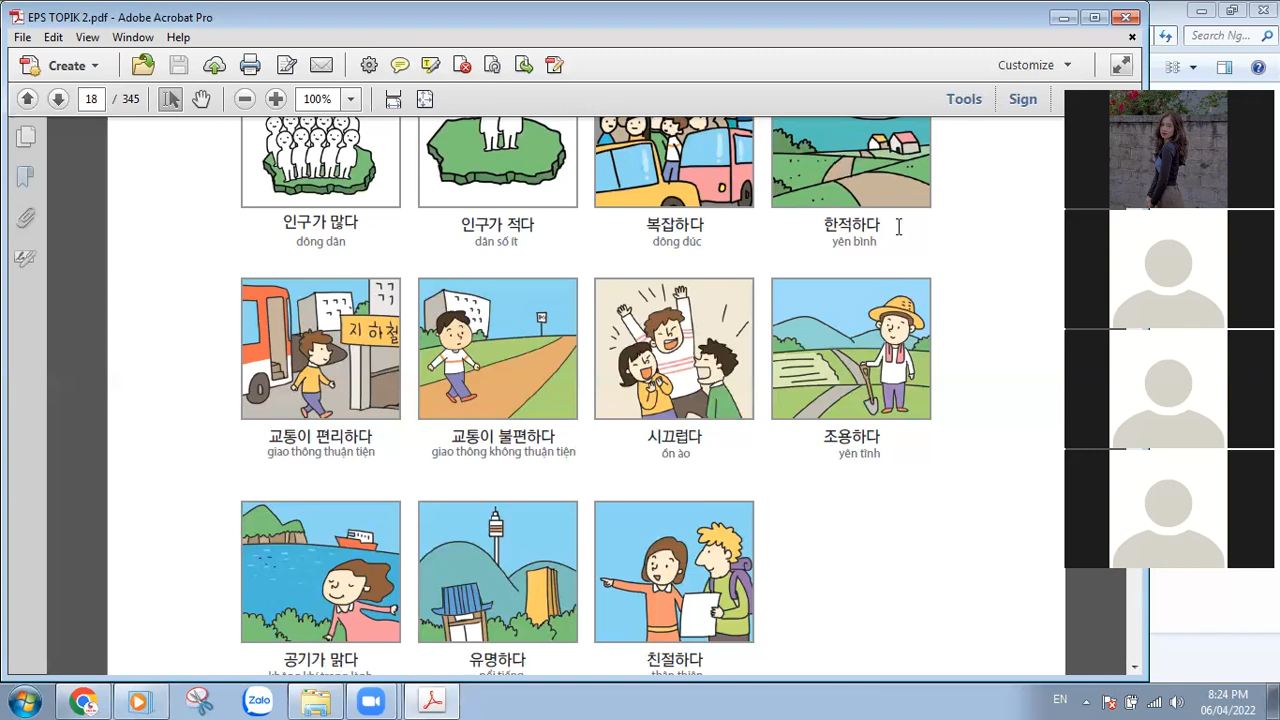 EPS TOPIK 2.pdf - Adobe Acrobat Pro
File Edit View Window Help
Create
Customize
18 / 345
100%
Tools Sign
Search Ng...
인구가 많다 인구가 적다 복잡하다 한적하다
đông dân dân số ít đông đúc yên bình
지하철
교통이 편리하다 교통이 불편하다 시끄럽다 조용하다
giao thông thuận tiện giao thông không thuận tiện ồn ào yên tĩnh
공기가 맑다 유명하다 친절하다
Zalo
EN
8:24 PM
06/04/2022